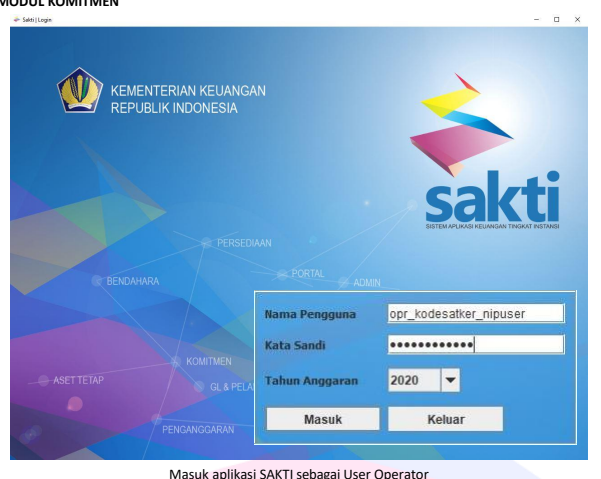 MODUL KOMITMEN
Sakti | Login
KEMENTERIAN KEUANGAN
REPUBLIK INDONESIA
sakti
SISTEM APLIKASI KEUANGAN TINGKAT INSTANSI
PERSEDIAAN
PORTAL
BENDAHARA
ADMIN
Nama Pengguna opr_kodesatker_nipuser
Kata Sandi ••••••••••••
KOMITMEN
ASET TETAP
GL & PELA
Tahun Anggaran 2020
Masuk Keluar
PENGANGGARAN
Masuk aplikasi SAKTI sebagai User Operator